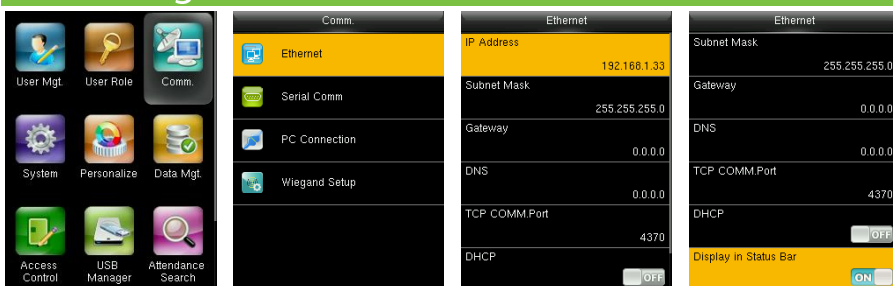 User Mgt.
User Role
Comm.
System
Personalize
Data Mgt.
Access
Control
USB
Manager
Attendance
Search
Comm.
Ethernet
Serial Comm
PC Connection
Wiegand Setup
Ethernet
IP Address
192.168.1.33
Subnet Mask
255.255.255.0
Gateway
0.0.0.0
DNS
0.0.0.0
TCP COMM.Port
4370
DHCP
OFF
Ethernet
Subnet Mask
255.255.255.0
Gateway
0.0.0.0
DNS
0.0.0.0
TCP COMM.Port
4370
DHCP
OFF
Display in Status Bar
ON